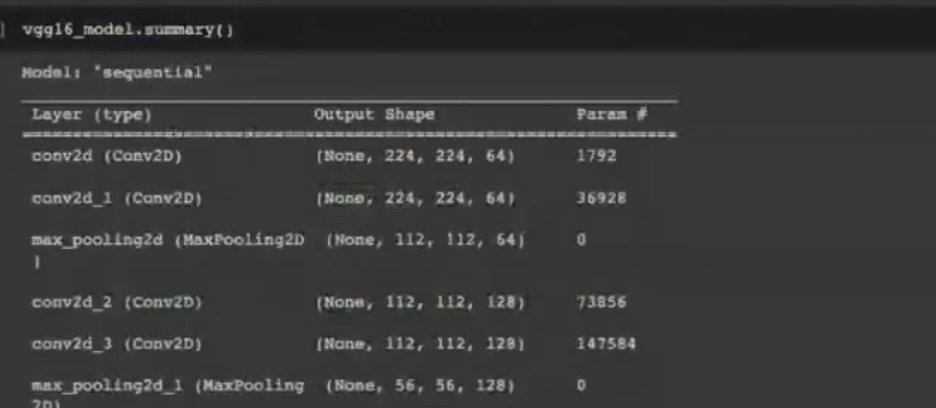 vgg16_model.summary()
Model: "sequential"
Layer (type) Output Shape Param #
conv2d (Conv2D) (None, 224, 224, 64) 1792
conv2d_1 (Conv2D) (None, 224, 224, 64) 36928
max_pooling2d (MaxPooling2D (None, 112, 112, 64) 0
)
conv2d_2 (Conv2D) (None, 112, 112, 128) 73856
conv2d_3 (Conv2D) (None, 112, 112, 128) 147584
max_pooling2d_1 (MaxPooling (None, 56, 56, 128) 0
2D)